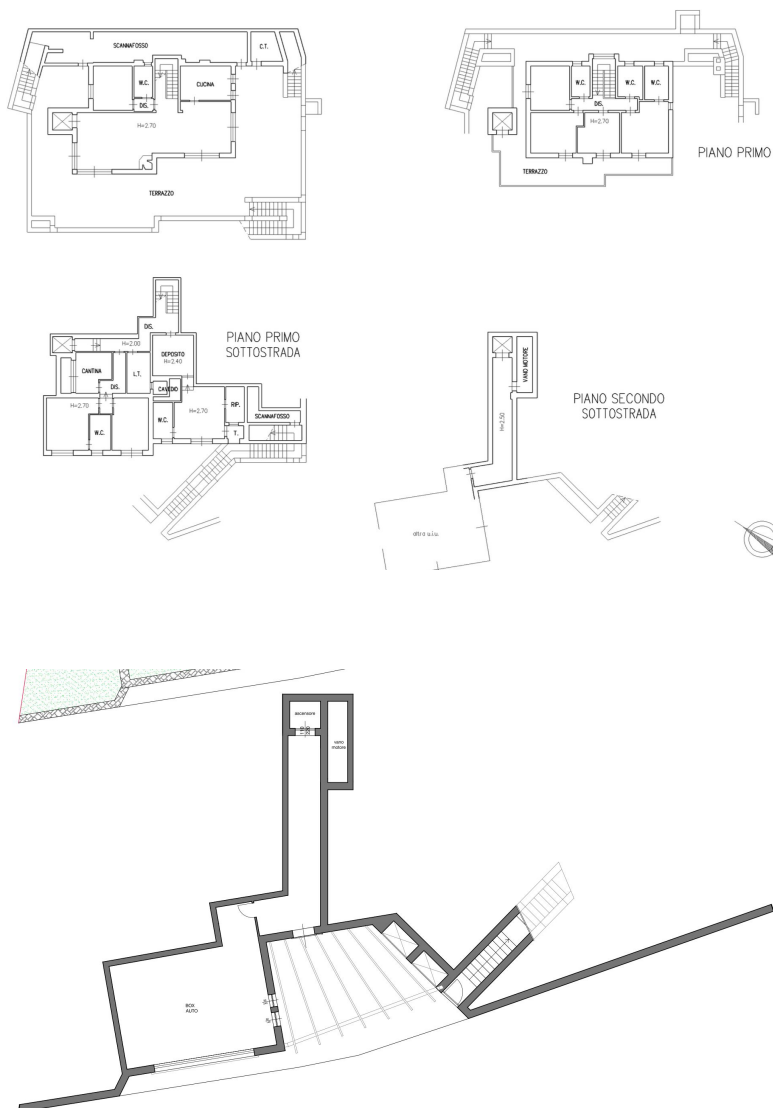 SCANNAFOSSO
C.T.
W.C.
CUCINA
DIS.
H=2.70
TERRAZZO
W.C.
W.C.
W.C.
DIS.
H=2.70
PIANO PRIMO
TERRAZZO
DIS.
H=2.00
PIANO PRIMO
SOTTOSTRADA
DEPOSITO
H=2.40
CANTINA
L.T.
DIS.
CAVEDIO
H=2.70
H=2.70
RIP.
W.C.
W.C.
SCANNAFOSSO
T.
VANO MOTORE
H=2.50
PIANO SECONDO
SOTTOSTRADA
altra u.i.u.
ascensore
vano
motore
BOX
AUTO